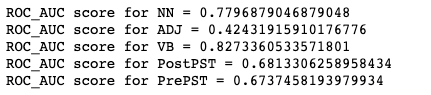 ROC_AUC score for NN = 0.7796879046879048
ROC_AUC score for ADJ = 0.42431915910176776
ROC_AUC score for VB = 0.8273360533571801
ROC_AUC score for PostPST = 0.6813306258958434
ROC_AUC score for PrePST = 0.6737458193979934